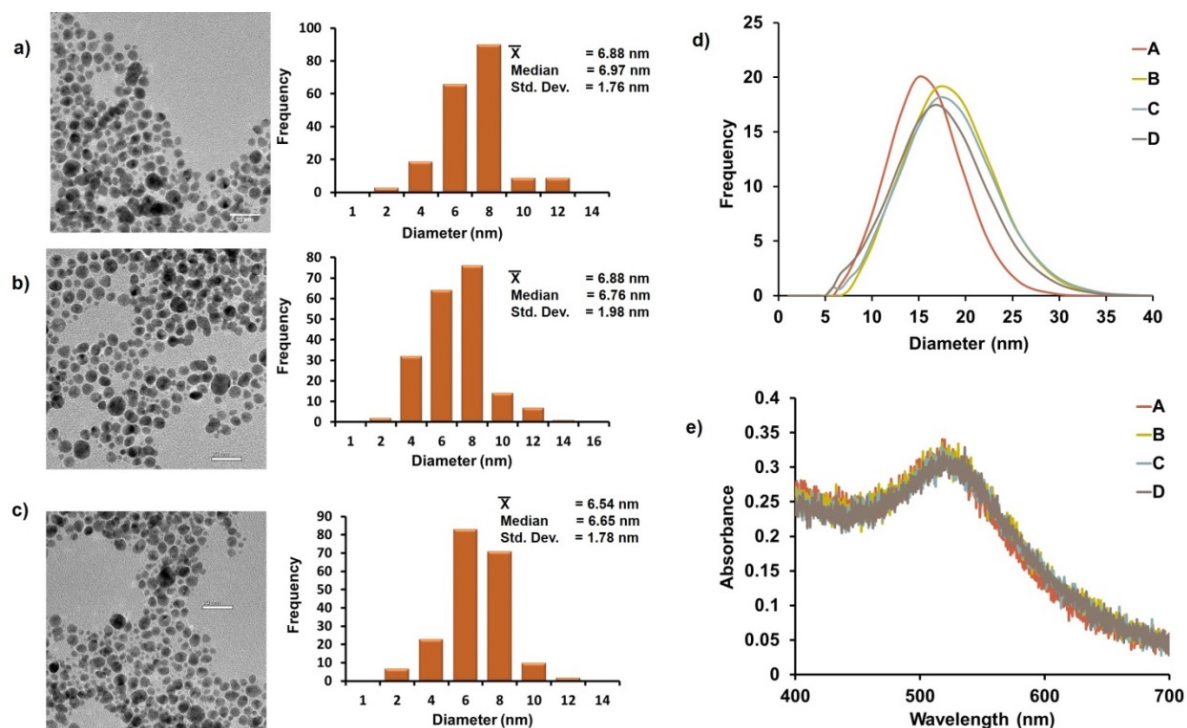 a)
X = 6.88 nm
Median = 6.97 nm
Std. Dev. = 1.76 nm
Frequency
100
80
60
40
20
0
1 2 4 6 8 10 12 14
Diameter (nm)
b)
X = 6.88 nm
Median = 6.76 nm
Std. Dev. = 1.98 nm
Frequency
80
70
60
50
40
30
20
10
0
1 2 4 6 8 10 12 14 16
Diameter (nm)
c)
X = 6.54 nm
Median = 6.65 nm
Std. Dev. = 1.78 nm
Frequency
90
80
70
60
50
40
30
20
10
0
1 2 4 6 8 10 12 14
Diameter (nm)
d)
A
B
C
D
Frequency
25
20
15
10
5
0
0 5 10 15 20 25 30 35 40
Diameter (nm)
e)
A
B
C
D
Absorbance
0.4
0.35
0.3
0.25
0.2
0.15
0.1
0.05
0
400 500 600 700
Wavelength (nm)